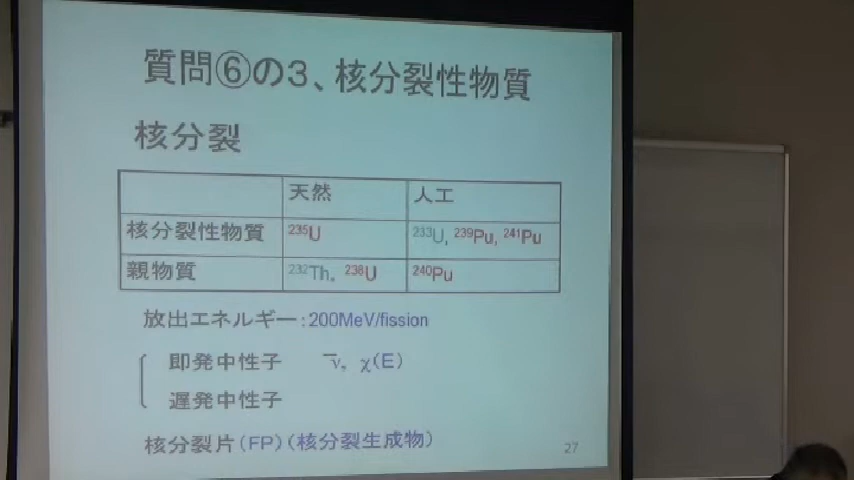 質問⑥の3、核分裂性物質
核分裂
天然 人工
核分裂性物質 ²³⁵U ²³³U, ²³⁹Pu, ²⁴¹Pu
親物質 ²³²Th, ²³⁸U ²⁴⁰Pu
放出エネルギー:200MeV/fission
即発中性子 ν̅, χ(E)
遅発中性子
核分裂片(FP)(核分裂生成物)
27